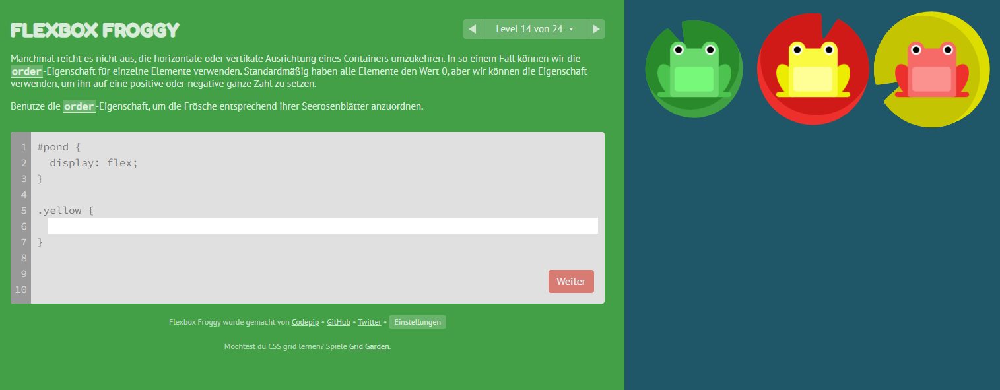 FLEXBOX FROGGY
Level 14 von 24
Manchmal reicht es nicht aus, die horizontale oder vertikale Ausrichtung eines Containers umzukehren. In so einem Fall können wir die
order-Eigenschaft für einzelne Elemente verwenden. Standardmäßig haben alle Elemente den Wert 0, aber wir können die Eigenschaft
verwenden, um ihn auf eine positive oder negative ganze Zahl zu setzen.
Benutze die order-Eigenschaft, um die Frösche entsprechend ihrer Seerosenblätter anzuordnen.
1 #pond {
2 display: flex;
3 }
4
5 .yellow {
6
7 }
8
9
10
Weiter
Flexbox Froggy wurde gemacht von Codepip • GitHub • Twitter • Einstellungen
Möchtest du CSS grid lernen? Spiele Grid Garden.